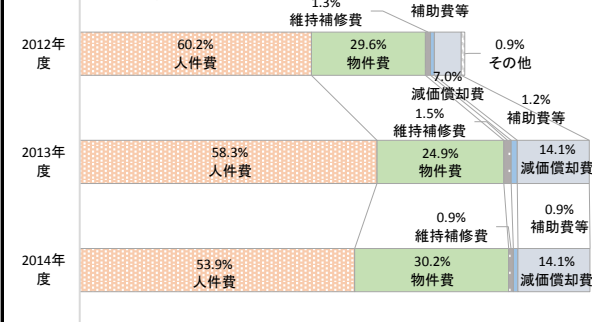 1.3%
維持補修費
補助費等
2012年
度
60.2%
人件費
29.6%
物件費
7.0%
減価償却費
0.9%
その他
1.5%
維持補修費
1.2%
補助費等
2013年
度
58.3%
人件費
24.9%
物件費
14.1%
減価償却費
0.9%
維持補修費
0.9%
補助費等
2014年
度
53.9%
人件費
30.2%
物件費
14.1%
減価償却費